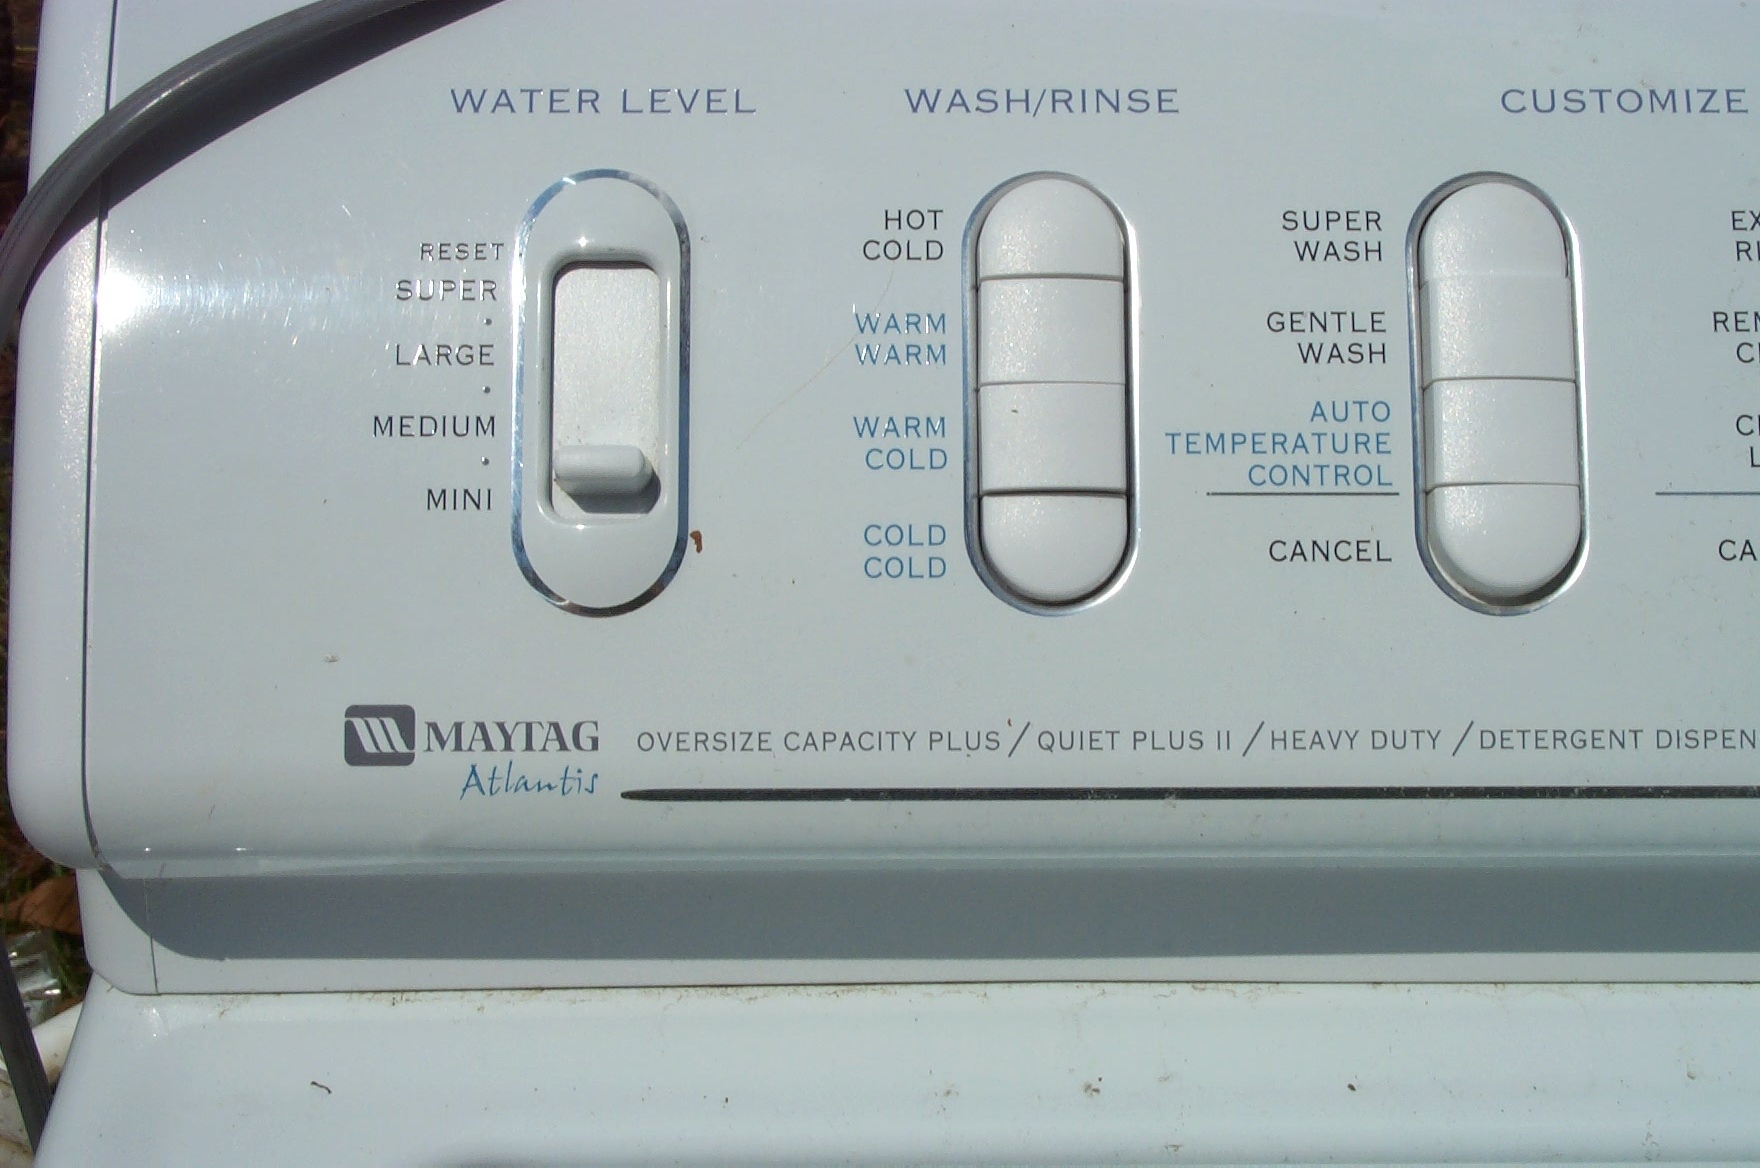 WATER LEVEL
RESET
SUPER
LARGE
MEDIUM
MINI
WASH/RINSE
HOT
COLD
WARM
WARM
WARM
COLD
COLD
COLD
CUSTOMIZE
SUPER
WASH
GENTLE
WASH
AUTO
TEMPERATURE
CONTROL
CANCEL
MAYTAG
Atlantis
OVERSIZE CAPACITY PLUS / QUIET PLUS II / HEAVY DUTY / DETERGENT